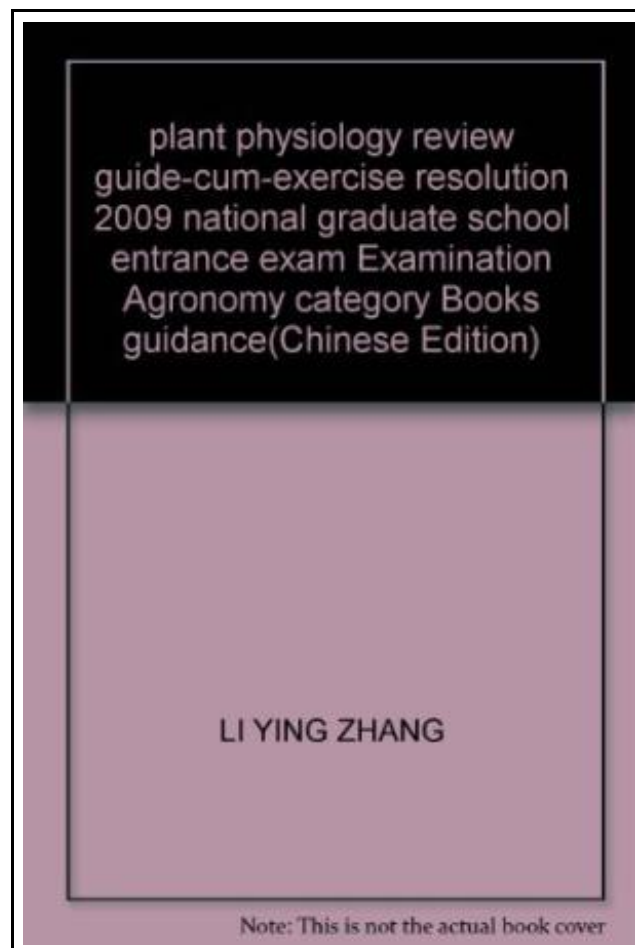 plant physiology review
guide-cum-exercise resolution
2009 national graduate school
entrance exam Examination
Agronomy category Books
guidance(Chinese Edition)
LI YING ZHANG
Note: This is not the actual book cover